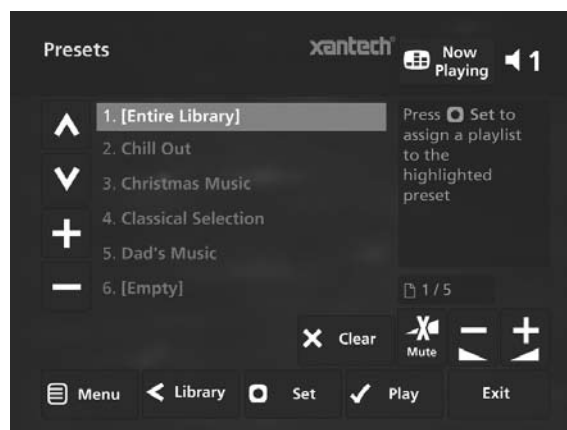 Presets
xantech
Now
Playing
1
1. [Entire Library]
2. Chill Out
3. Christmas Music
4. Classical Selection
5. Dad's Music
6. [Empty]
Press Set to
assign a playlist
to the
highlighted
preset
1 / 5
Clear
Mute
Menu
Library
Set
Play
Exit